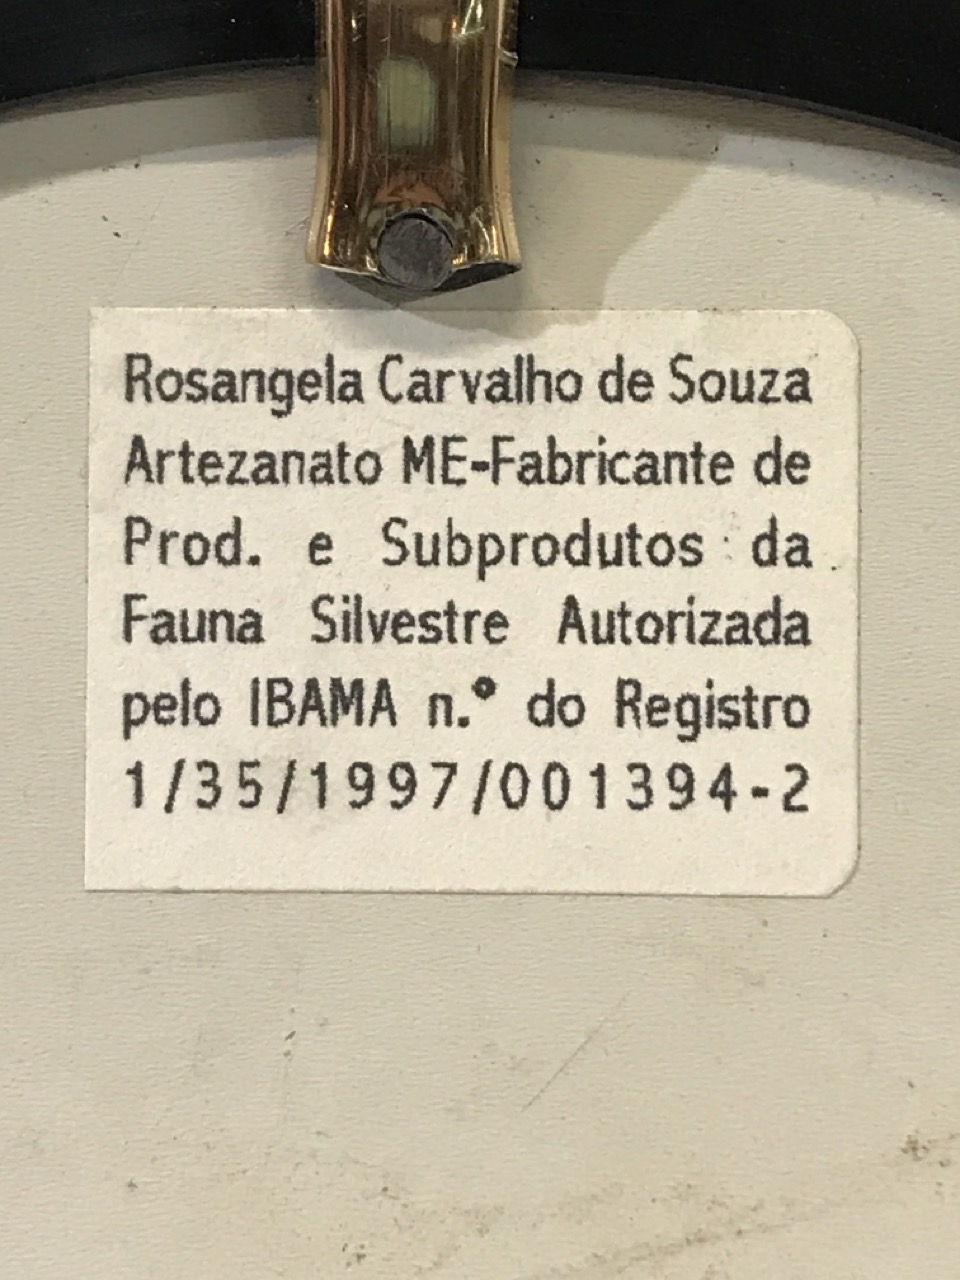 Rosangela Carvalho de Souza
Artezanato ME-Fabricante de
Prod. e Subprodutos da
Fauna Silvestre Autorizada
pelo IBAMA n.º do Registro
1/35/1997/001394-2